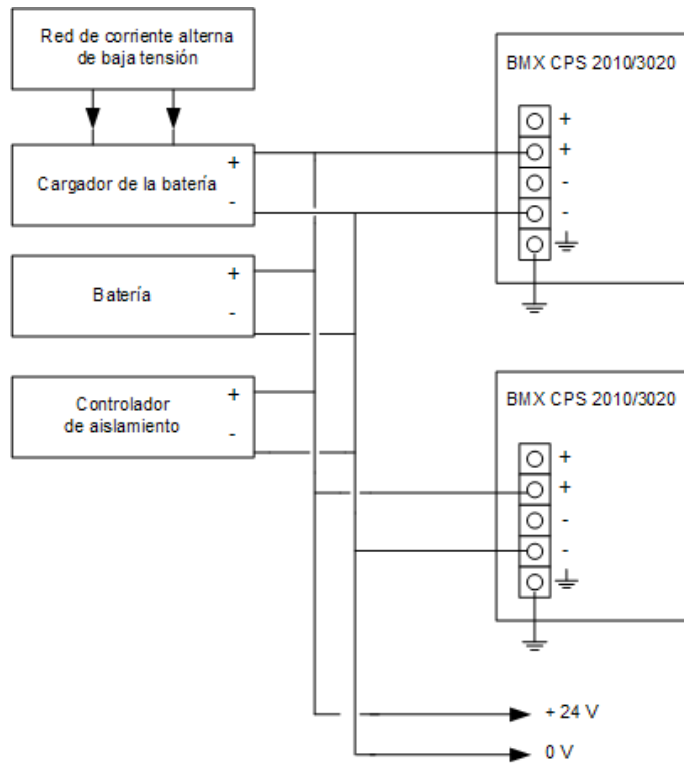 Red de corriente alterna
de baja tensión
BMX CPS 2010/3020
+
+
-
-
Cargador de la batería
+
-
Batería
+
-
Controlador
de aislamiento
+
-
BMX CPS 2010/3020
+
+
-
-
+ 24 V
0 V